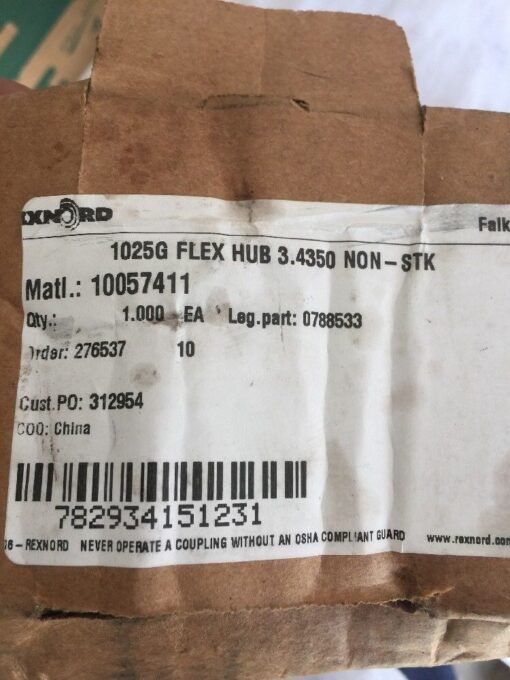 EXNORD
Falk
1025G FLEX HUB 3.4350 NON-STK
Matl.: 10057411
Qty.: 1.000 EA Leg.part: 0788533
Order: 276537 10
Cust.PO: 312954
COO: China
782934151231
6 - REXNORD NEVER OPERATE A COUPLING WITHOUT AN OSHA COMPLIANT GUARD www.rexnord.com